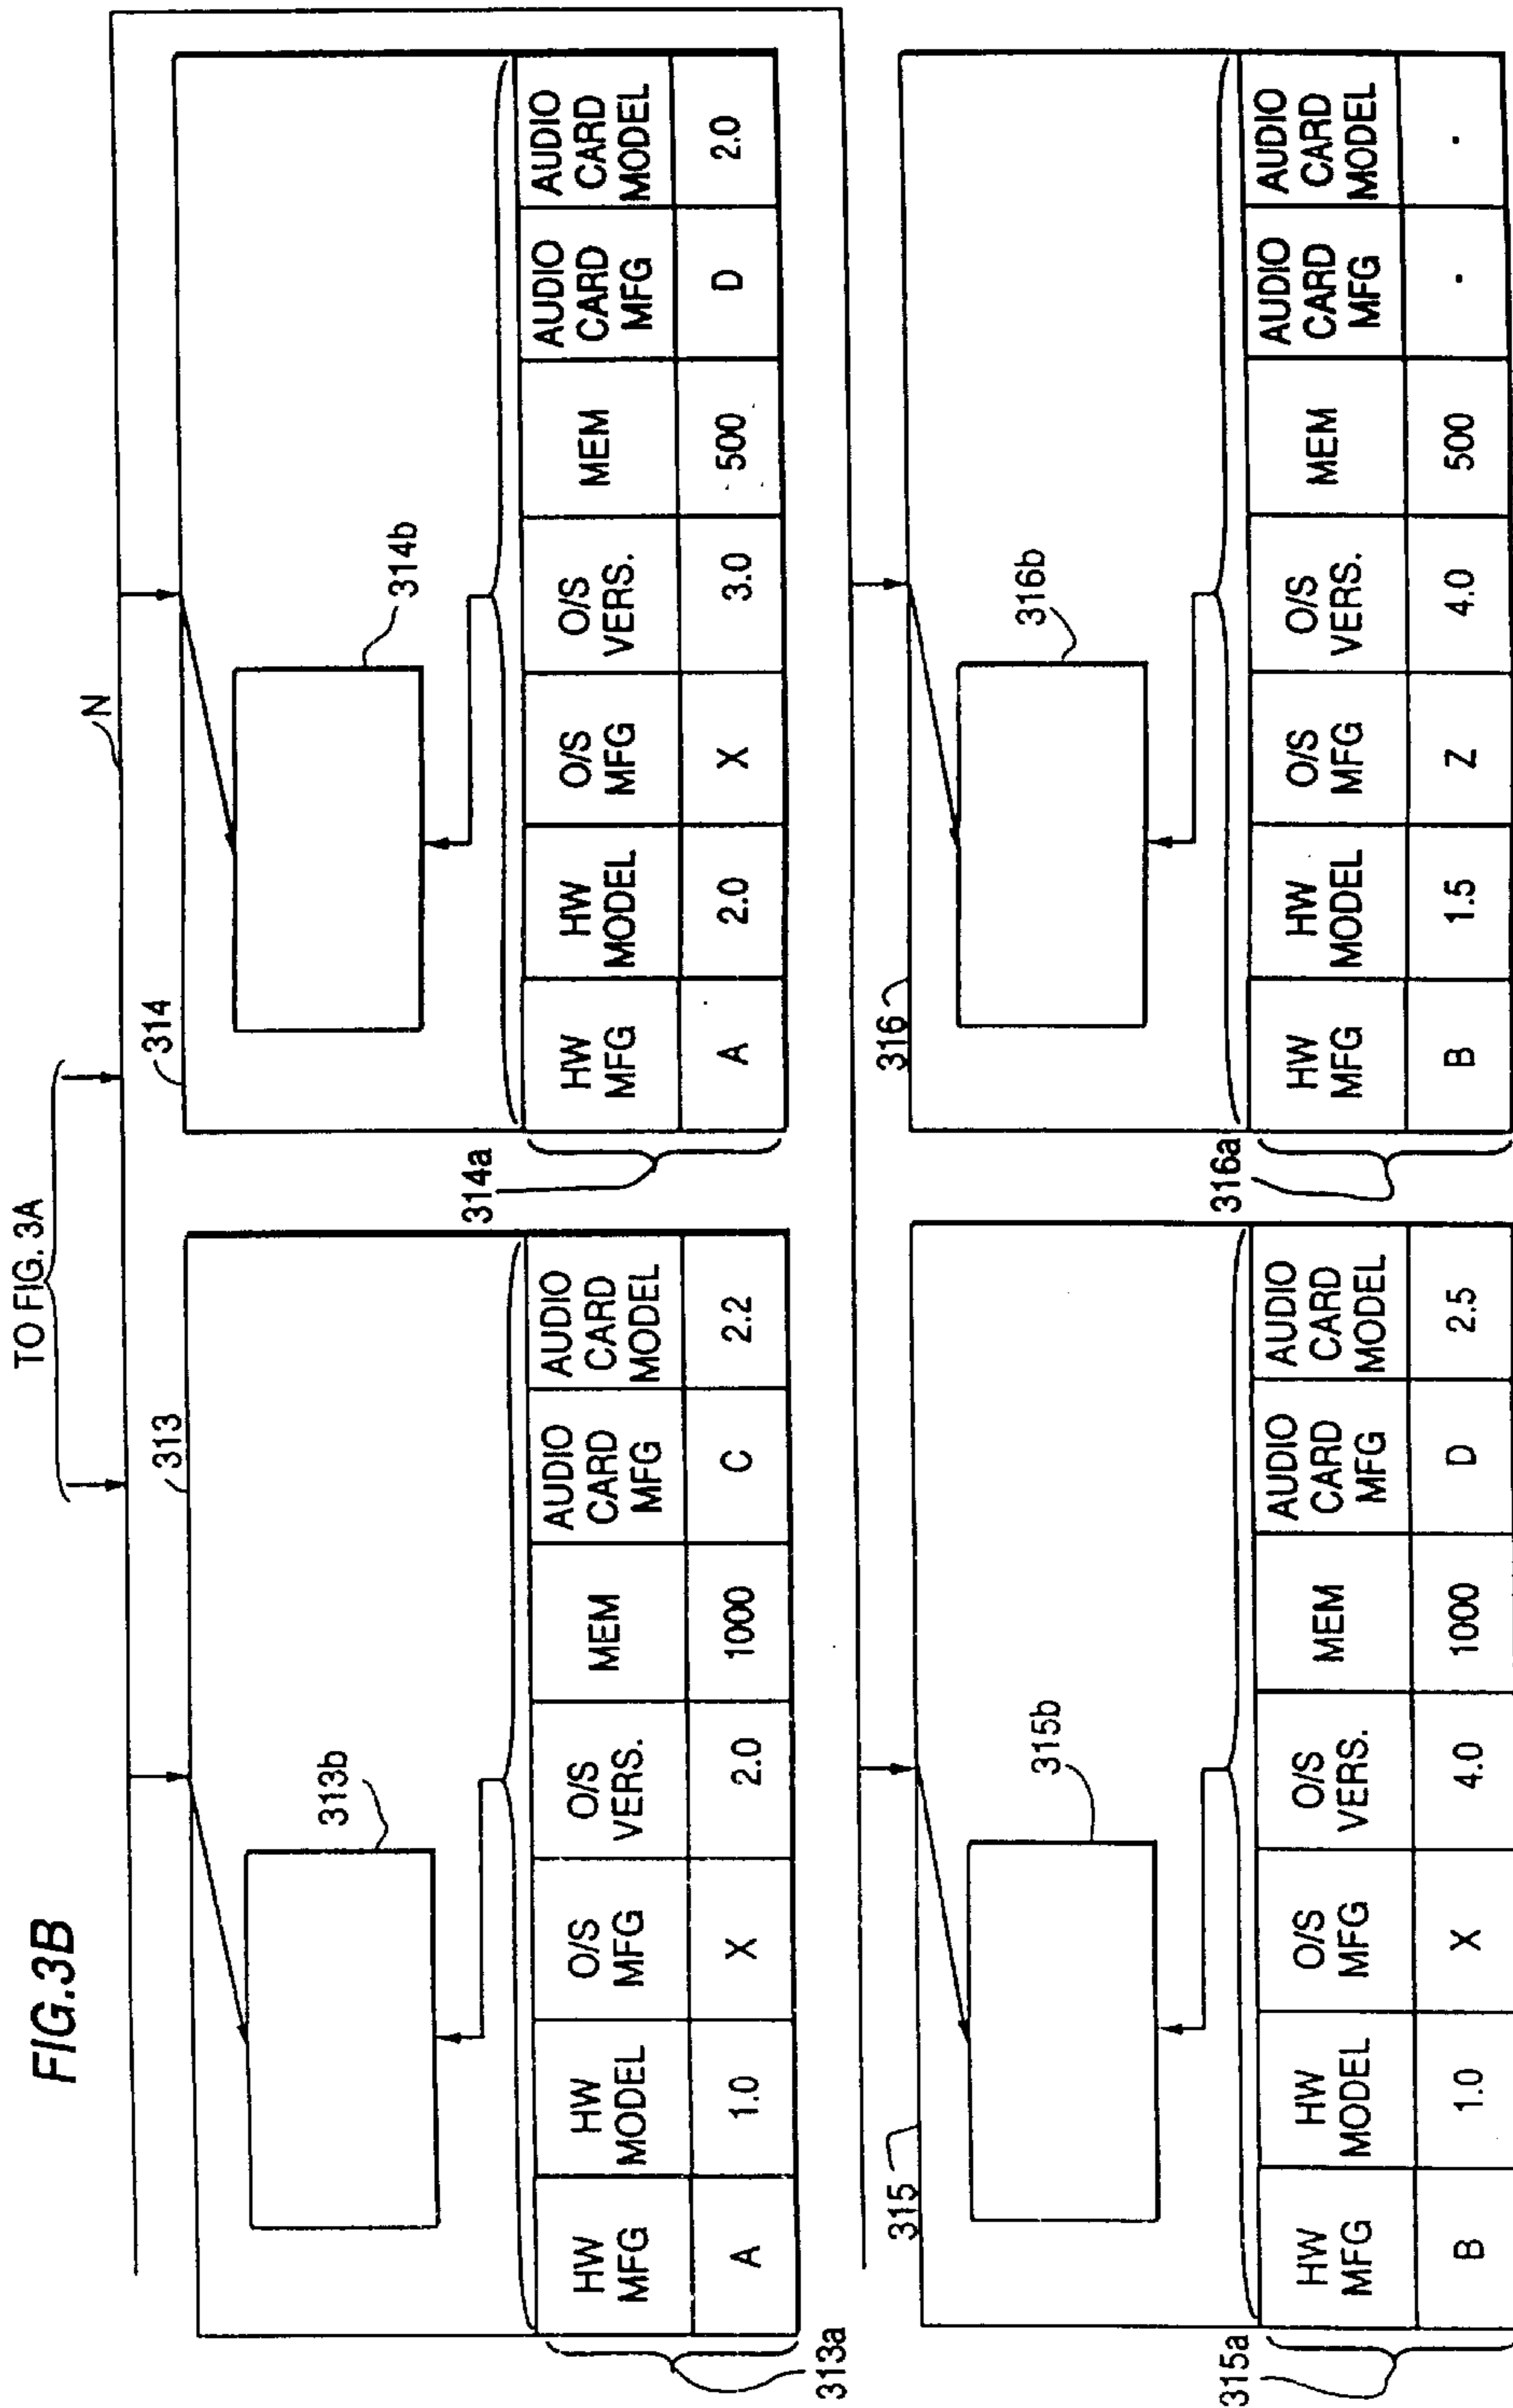 FIG.3B
TO FIG. 3A
N
313
313b
HW MFG | HW MODEL | O/S MFG | O/S VERS. | MEM | AUDIO CARD MFG | AUDIO CARD MODEL
A | 1.0 | X | 2.0 | 1000 | C | 2.2
313a
314
314b
HW MFG | HW MODEL | O/S MFG | O/S VERS. | MEM | AUDIO CARD MFG | AUDIO CARD MODEL
A | 2.0 | X | 3.0 | 500 | D | 2.0
314a
315
315b
HW MFG | HW MODEL | O/S MFG | O/S VERS. | MEM | AUDIO CARD MFG | AUDIO CARD MODEL
B | 1.0 | X | 4.0 | 1000 | D | 2.5
315a
316
316b
HW MFG | HW MODEL | O/S MFG | O/S VERS. | MEM | AUDIO CARD MFG | AUDIO CARD MODEL
B | 1.5 | Z | 4.0 | 500 | · | ·
316a